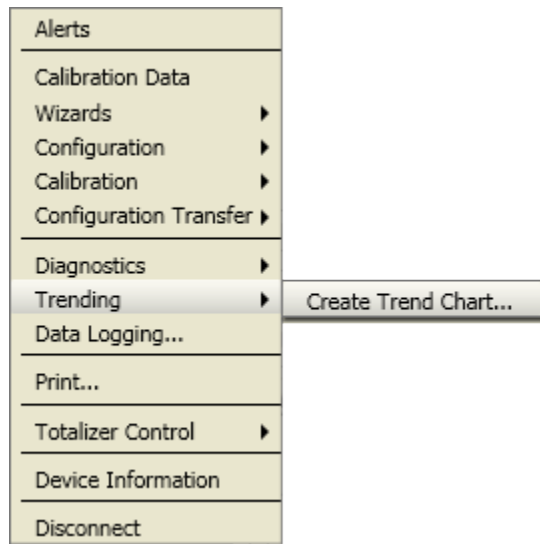 Alerts
Calibration Data
Wizards
Configuration
Calibration
Configuration Transfer
Diagnostics
Trending
Create Trend Chart...
Data Logging...
Print...
Totalizer Control
Device Information
Disconnect